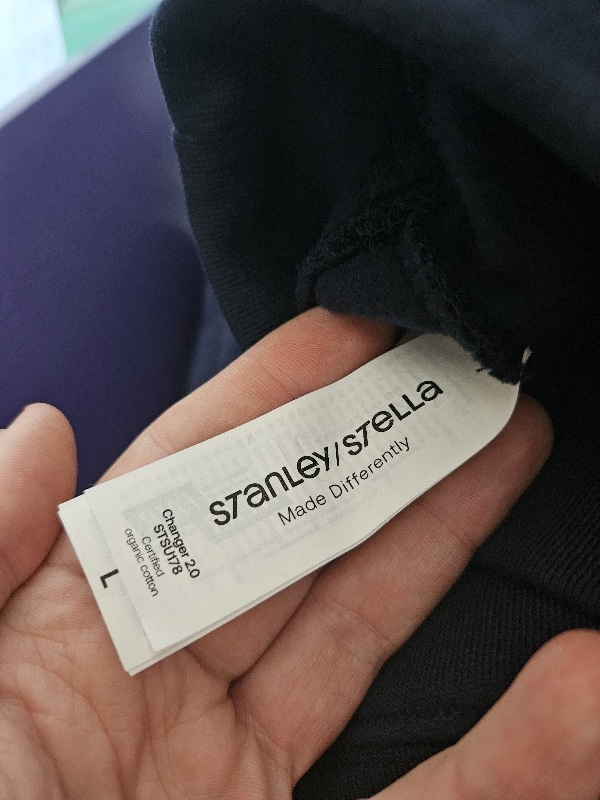 STaNLEY/STELLa
Made Differently
Changer 2.0
STSU178
Certified
organic cotton
L